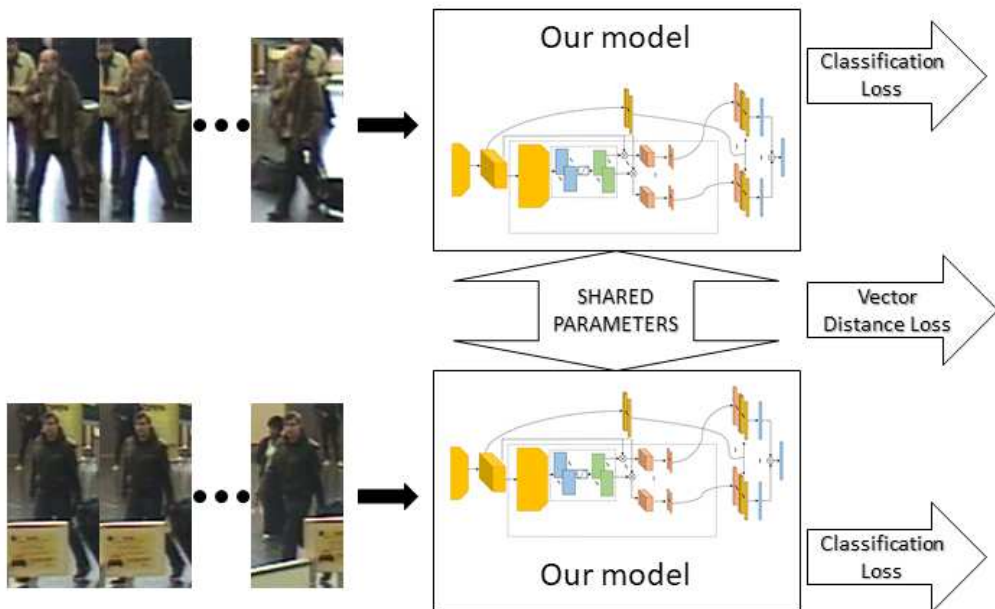 Our model
Classification
Loss
SHARED
PARAMETERS
Vector
Distance Loss
Our model
Classification
Loss